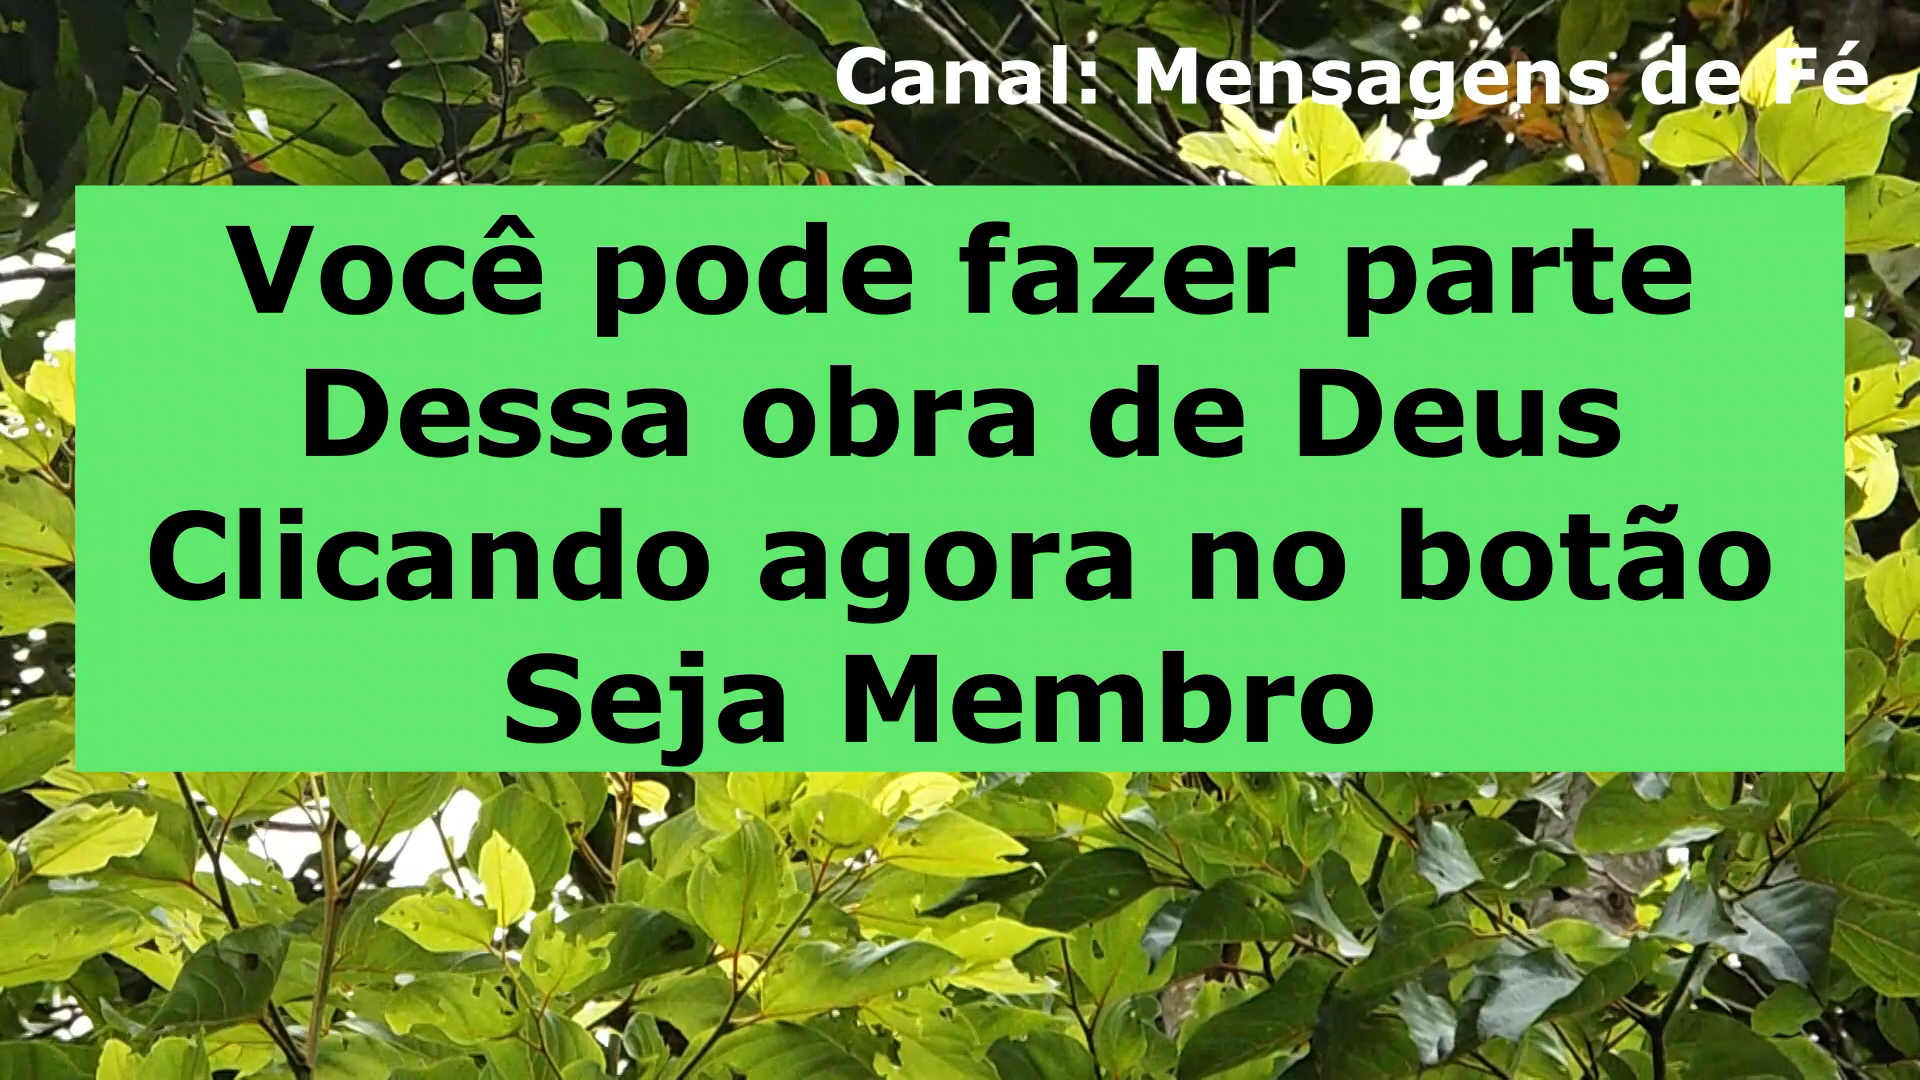 Canal: Mensagens de Fé
Você pode fazer parte
Dessa obra de Deus
Clicando agora no botão
Seja Membro